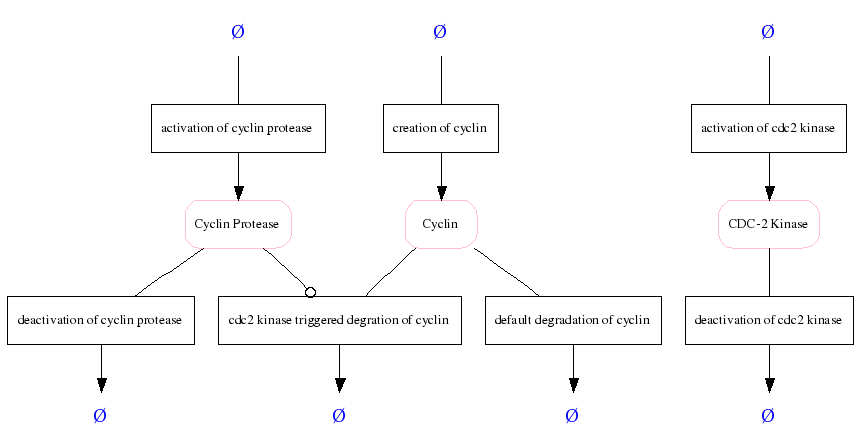 Ø Ø Ø
activation of cyclin protease creation of cyclin activation of cdc2 kinase
Cyclin Protease Cyclin CDC-2 Kinase
deactivation of cyclin protease cdc2 kinase triggered degration of cyclin default degradation of cyclin deactivation of cdc2 kinase
Ø Ø Ø Ø